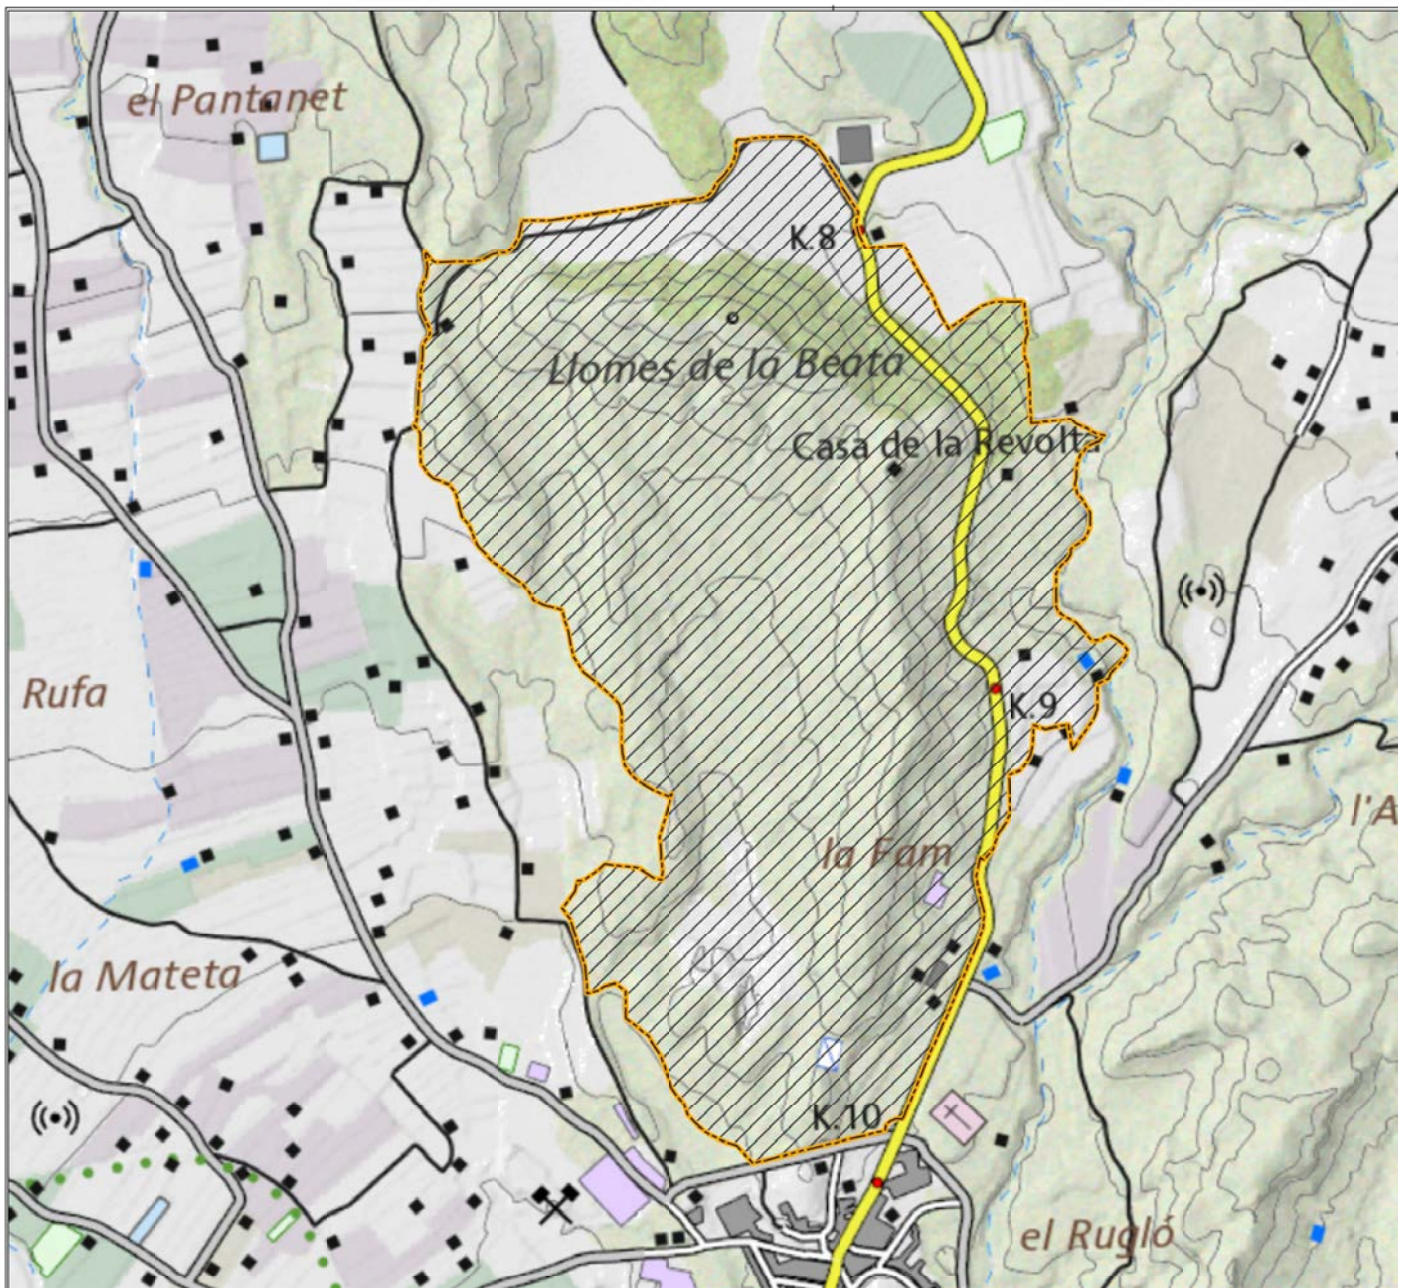 el Pantanet
K.8
Llomes de la Beata
Casa de la Revolta
Rufa
K.9
l'A
la Fam
la Mateta
K.10
el Rugló